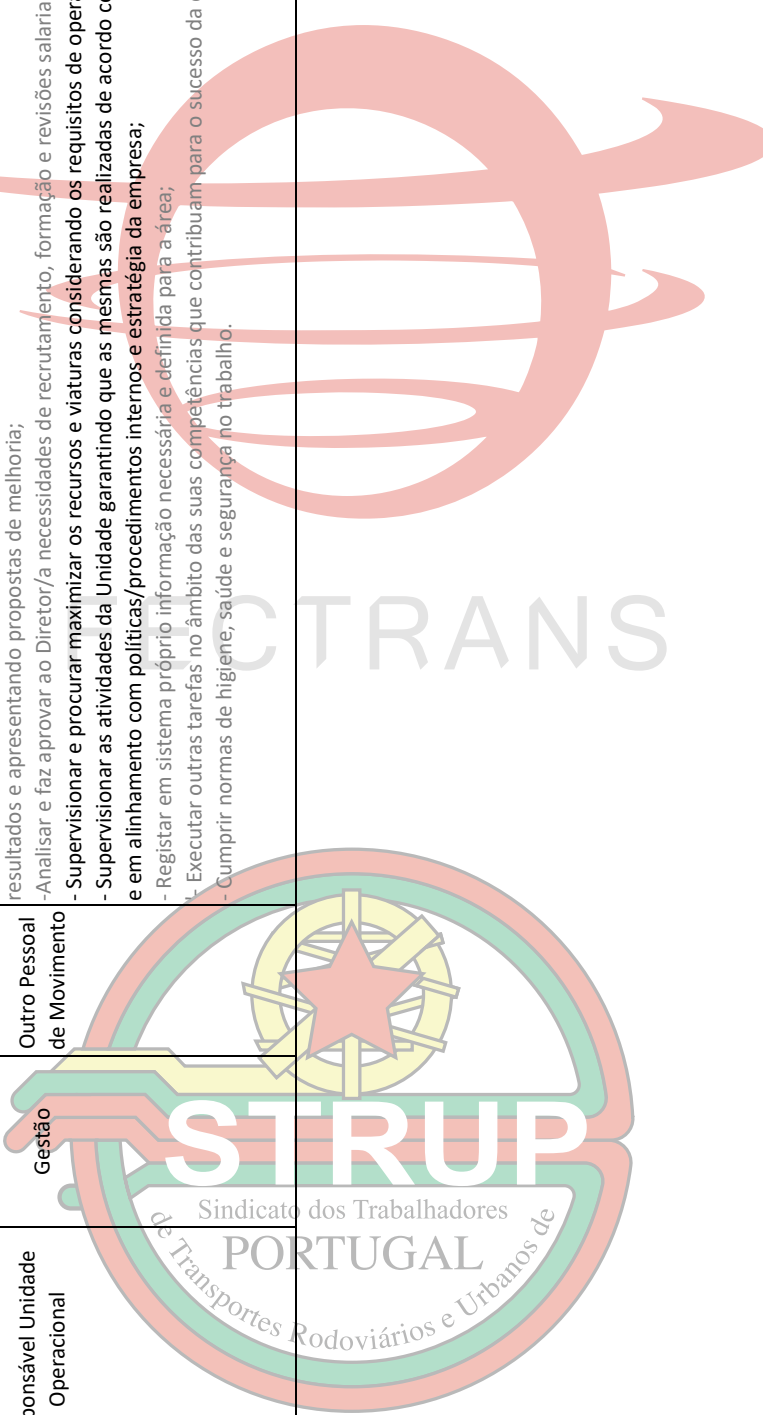 resultados e apresentando propostas de melhoria;
-Analisar e faz aprovar ao Diretor/a necessidades de recrutamento, formação e revisões
- Supervisionar e procurar maximizar os recursos e viaturas considerando os requisitos de
- Supervisionar as atividades da Unidade garantindo que as mesmas são realizadas de acordo
e em alinhamento com políticas/procedimentos internos e estratégia da empresa;
- Registar em sistema próprio informação necessária e definida para a área;
- Executar outras tarefas no âmbito das suas competências que contribuam para o sucesso da
- Cumprir normas de higiene, saúde e segurança no trabalho.
Outro Pessoal
de Movimento
Gestão
Unidade
Operacional
FECTRANS
STRUP
Sindicato dos Trabalhadores
PORTUGAL
de Transportes Rodoviários e Urbanos de